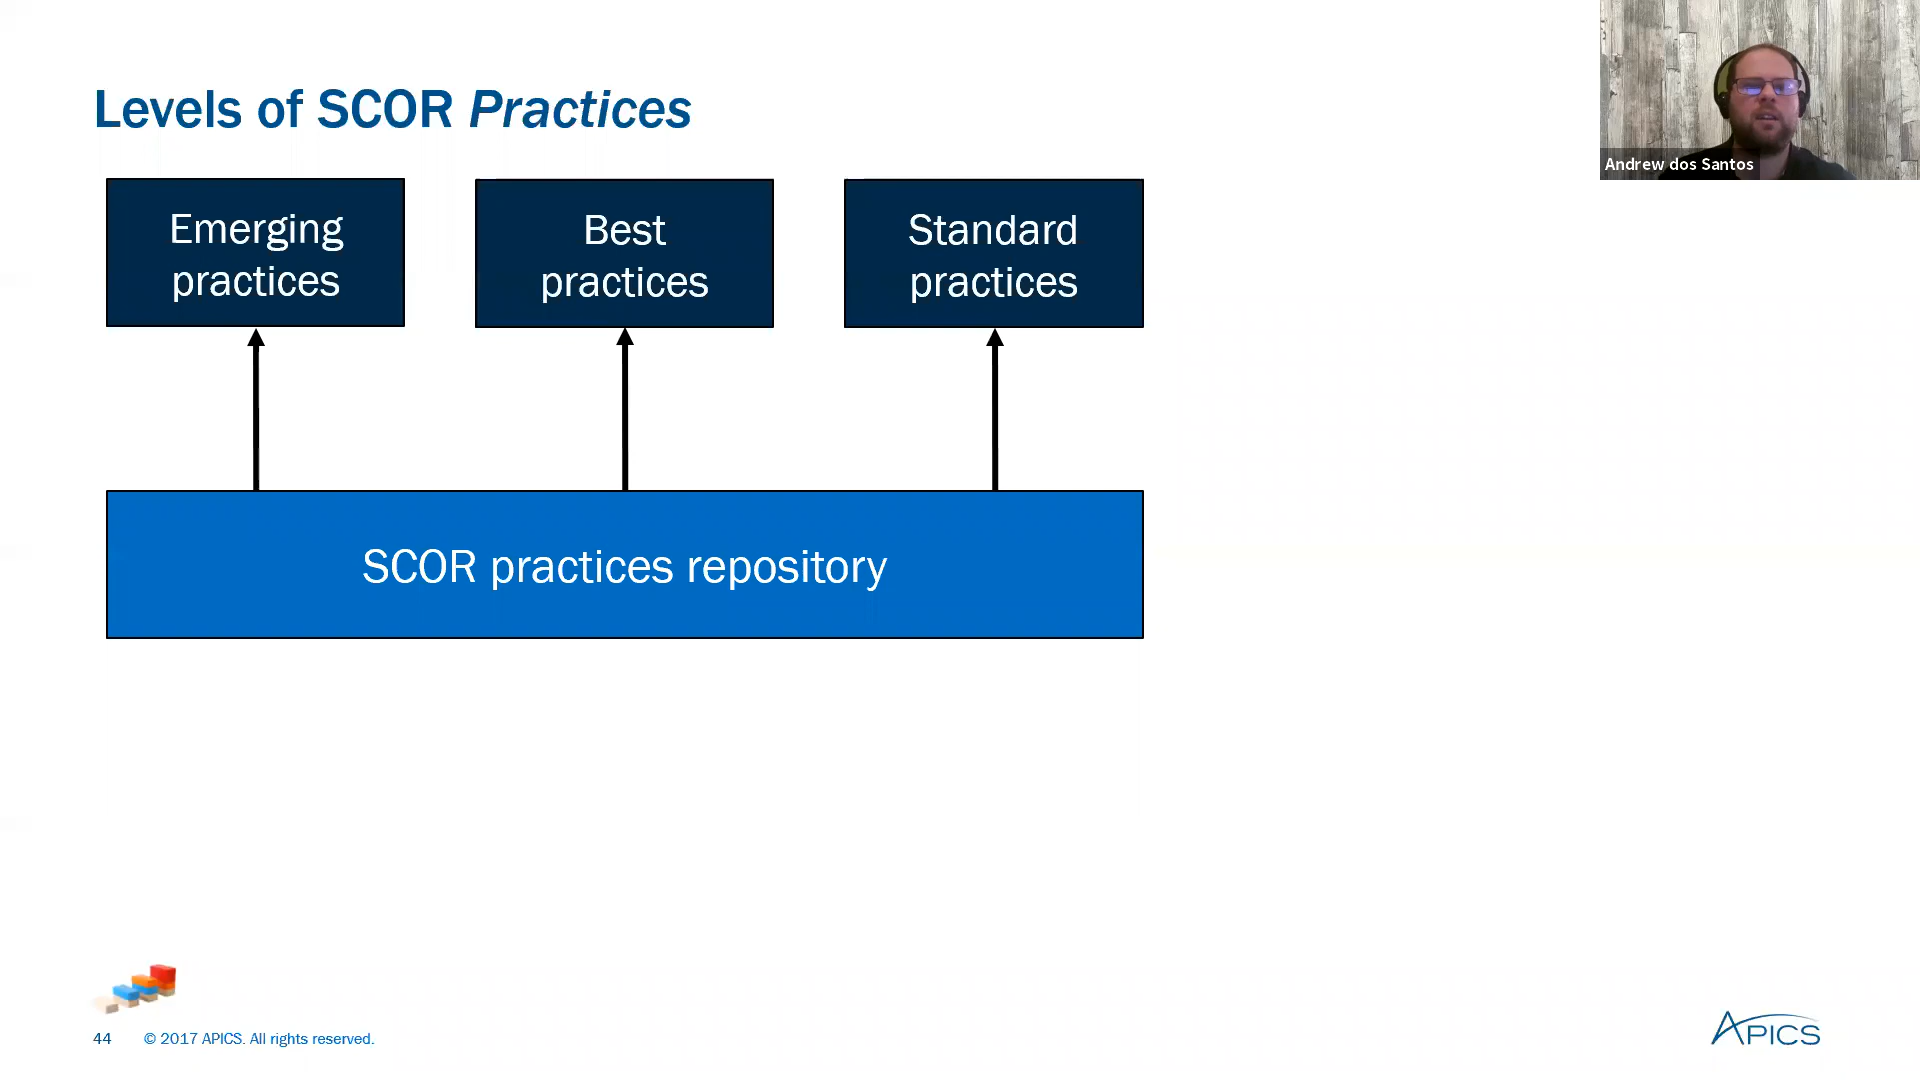 Levels of SCOR Practices
Andrew dos Santos
Emerging
practices
Best
practices
Standard
practices
SCOR practices repository
44
© 2017 APICS. All rights reserved.
APICS